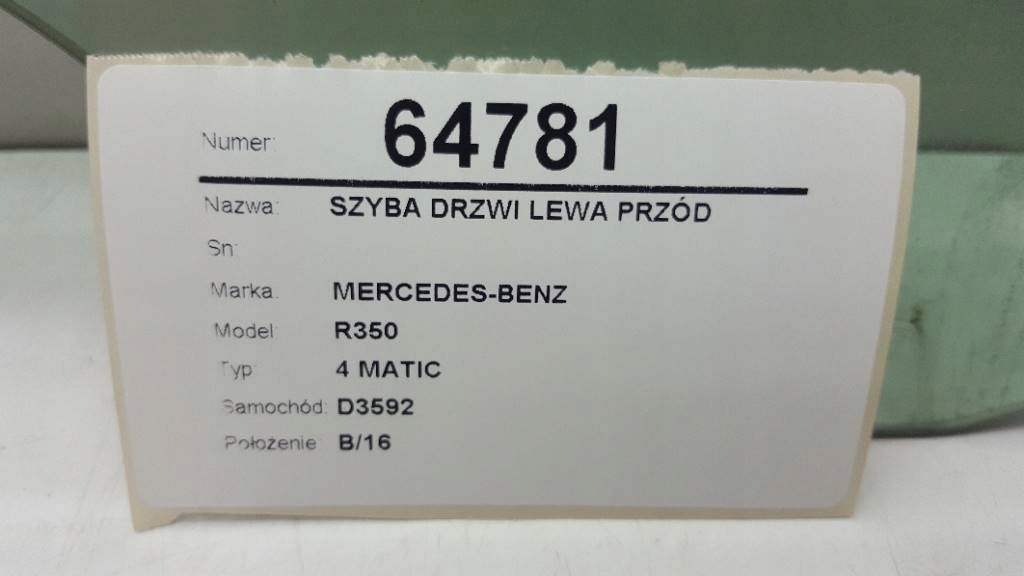 Numer: 64781
Nazwa: SZYBA DRZWI LEWA PRZÓD
Sn:
Marka: MERCEDES-BENZ
Model: R350
Typ: 4 MATIC
Samochód: D3592
Położenie B/16